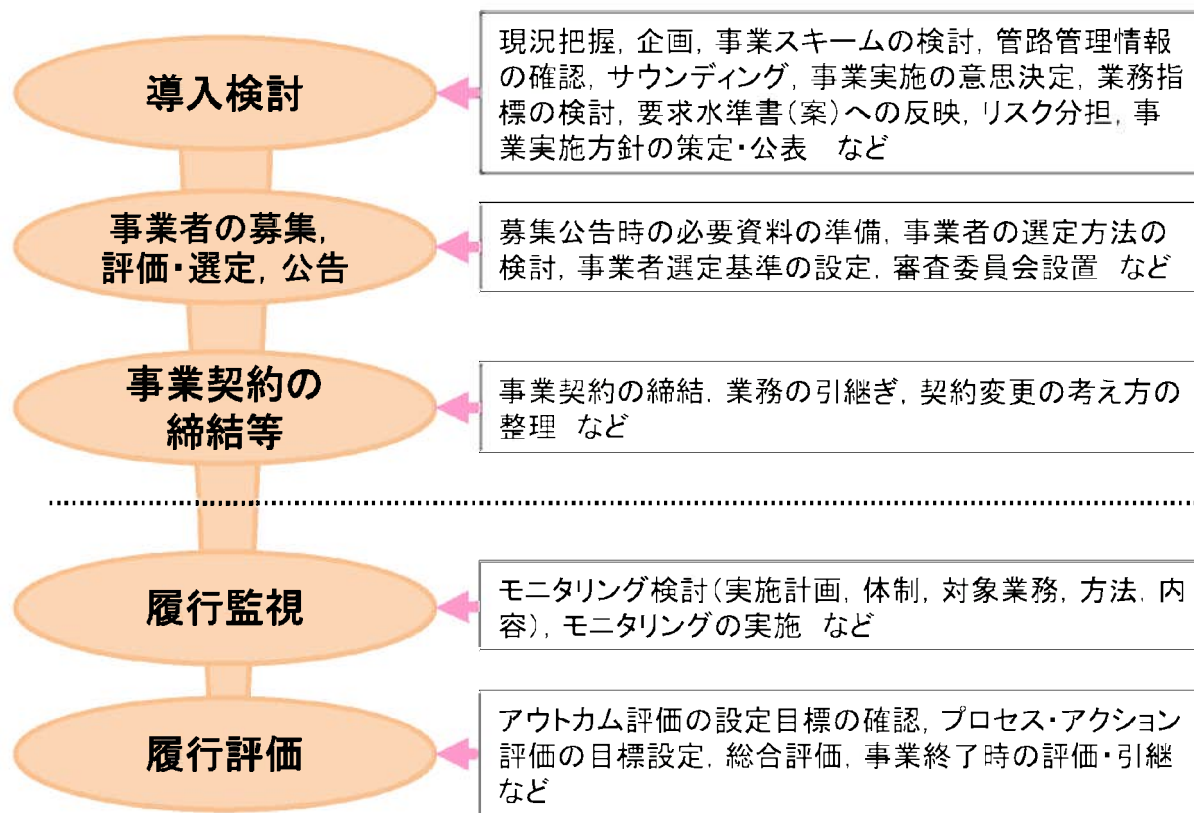 導入検討
現況把握, 企画, 事業スキームの検討, 管路管理情報
の確認, サウンディング, 事業実施の意思決定, 業務指
標の検討, 要求水準書(案)への反映, リスク分担, 事
業実施方針の策定・公表　など
事業者の募集,
評価・選定, 公告
募集公告時の必要資料の準備, 事業者の選定方法の
検討, 事業者選定基準の設定, 審査委員会設置　など
事業契約の
締結等
事業契約の締結, 業務の引継ぎ, 契約変更の考え方の
整理　など
履行監視
モニタリング検討(実施計画, 体制, 対象業務, 方法, 内
容), モニタリングの実施　など
履行評価
アウトカム評価の設定目標の確認, プロセス・アクション
評価の目標設定, 総合評価, 事業終了時の評価・引継
など